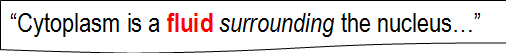 “Cytoplasm is a fluid surrounding the nucleus…”